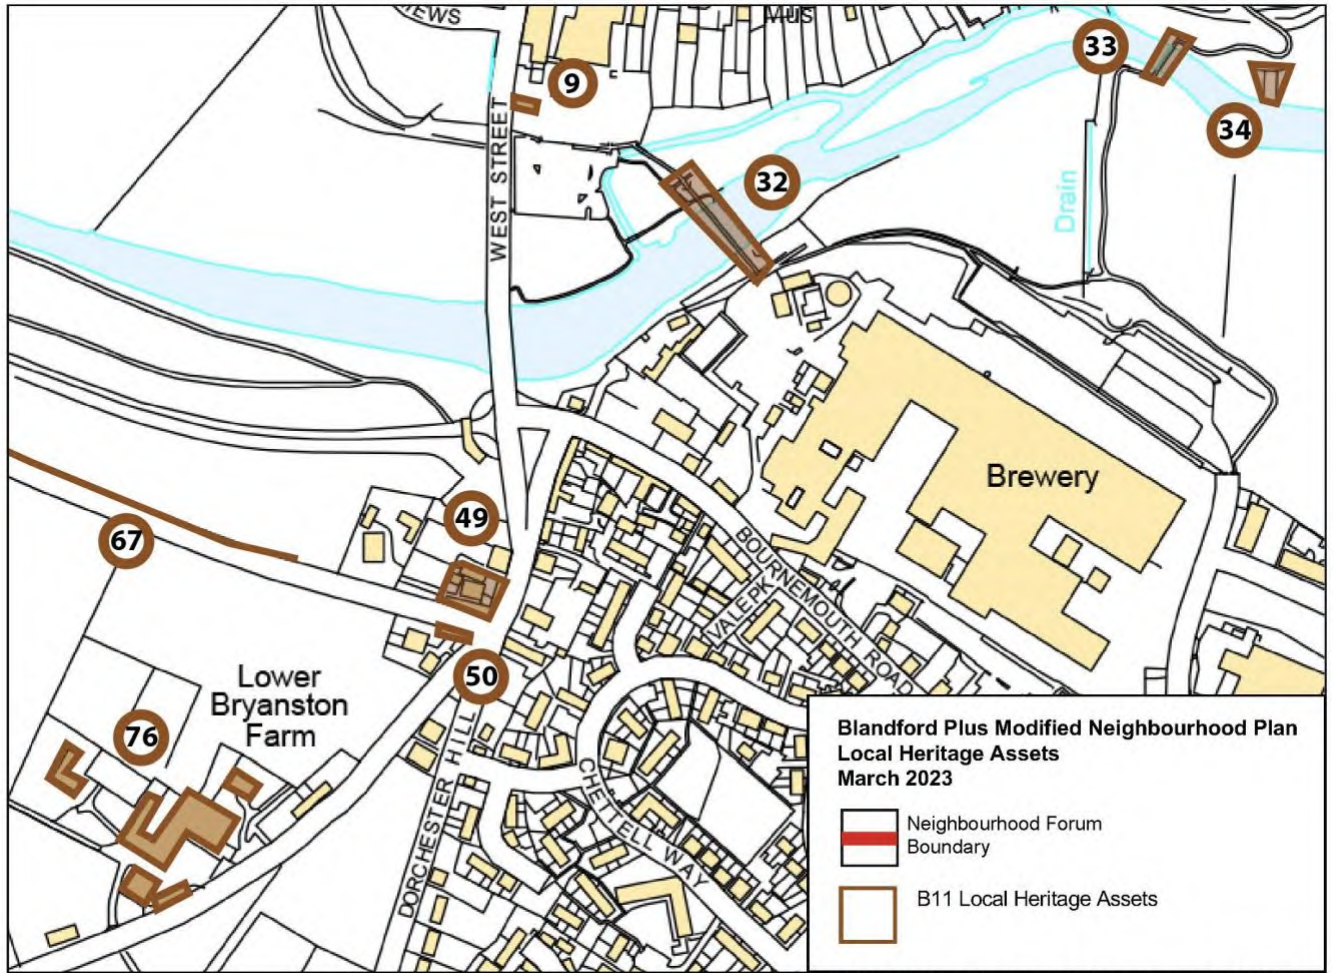 EWS
Mus
9
33
34
32
WEST STREET
Drain
Brewery
67
49
BOURNEMOUTH ROAD
VALE PK
50
Lower
Bryanston
Farm
76
DORCHESTER HILL
CHETTELL WAY
Blandford Plus Modified Neighbourhood Plan
Local Heritage Assets
March 2023
Neighbourhood Forum
Boundary
B11 Local Heritage Assets